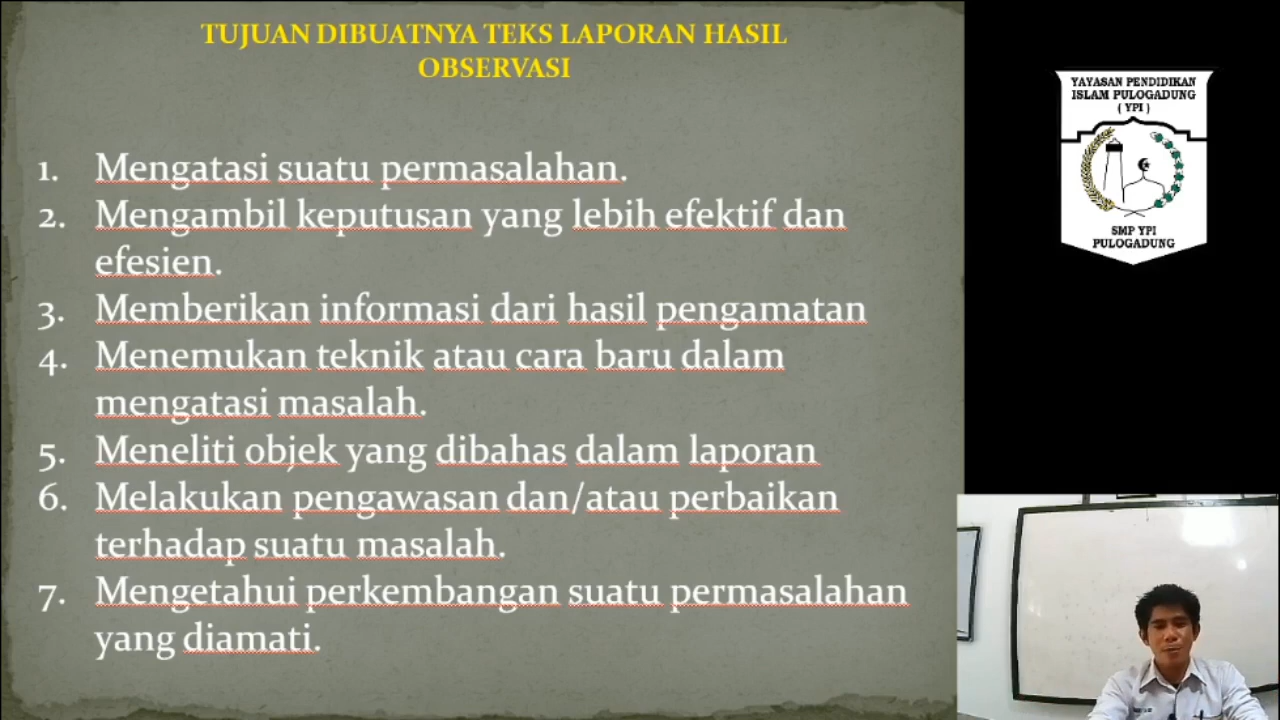 TUJUAN DIBUATNYA TEKS LAPORAN HASIL
OBSERVASI
1. Mengatasi suatu permasalahan.
2. Mengambil keputusan yang lebih efektif dan
efesien.
3. Memberikan informasi dari hasil pengamatan
4. Menemukan teknik atau cara baru dalam
mengatasi masalah.
5. Meneliti objek yang dibahas dalam laporan
6. Melakukan pengawasan dan/atau perbaikan
terhadap suatu masalah.
7. Mengetahui perkembangan suatu permasalahan
yang diamati.
YAYASAN PENDIDIKAN
ISLAM PULOGADUNG
( YPI )
SMP YPI
PULOGADUNG